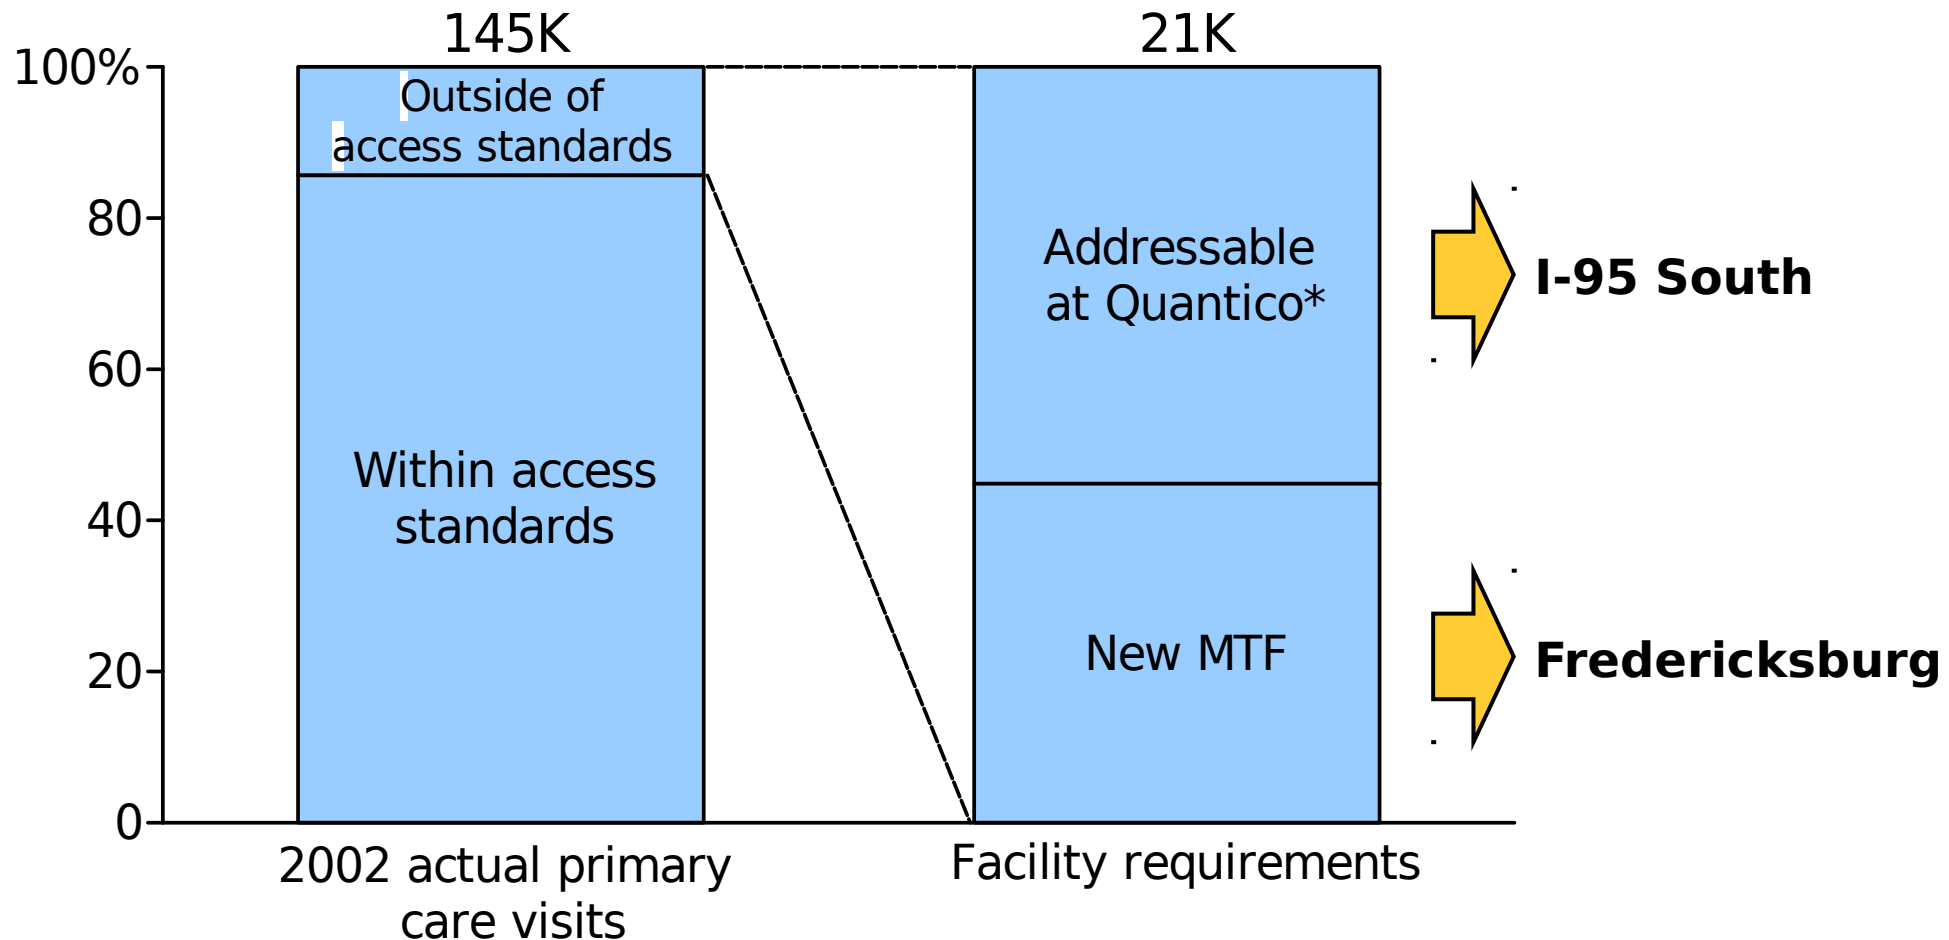 145K
21K
100%
80
60
40
20
0
Outside of
access standards
Within access
standards
Addressable
at Quantico*
New MTF
I-95 South
Fredericksburg
2002 actual primary
care visits
Facility requirements